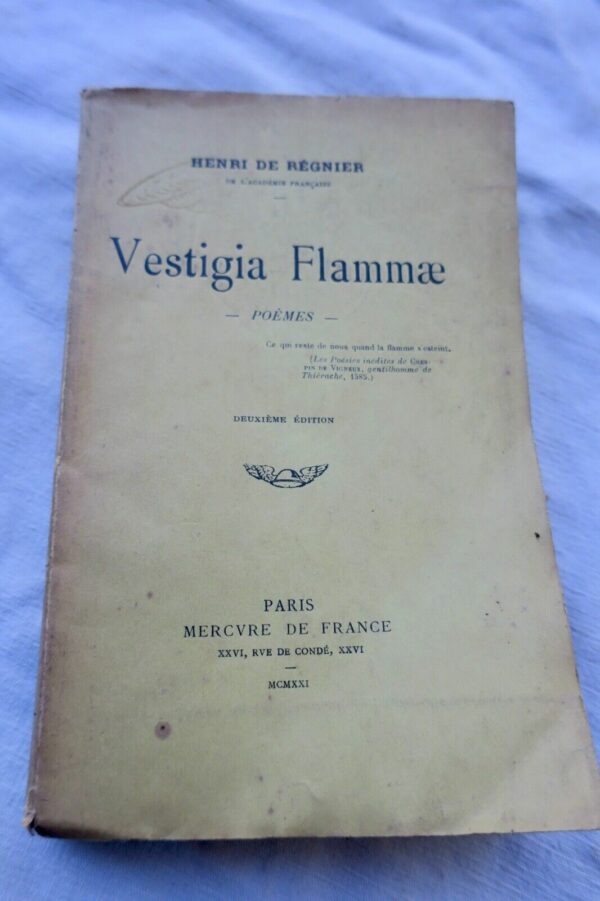 HENRI DE RÉGNIER
DE L'ACADÉMIE FRANÇAISE
Vestigia Flammæ
— POÈMES —
Ce qui reste de nous quand la flamme s'esteint.
(Les Poésies inédites de CRES-
PIN DE VIGNEUX, gentilhomme de
Thiérache, 1585.)
DEUXIÈME ÉDITION
PARIS
MERCVRE DE FRANCE
XXVI, RVE DE CONDÉ, XXVI
MCMXXI